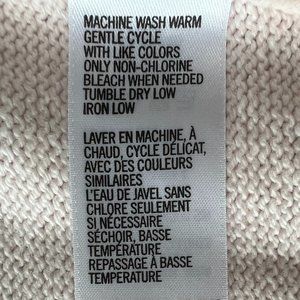 MACHINE WASH WARM
GENTLE CYCLE
WITH LIKE COLORS
ONLY NON-CHLORINE
BLEACH WHEN NEEDED
TUMBLE DRY LOW
IRON LOW
LAVER EN MACHINE, À
CHAUD, CYCLE DÉLICAT,
AVEC DES COULEURS
SIMILAIRES
L'EAU DE JAVEL SANS
CHLORE SEULEMENT
SI NÉCESSAIRE
SÉCHOIR, BASSE
TEMPÉRATURE
REPASSAGE À BASSE
TEMPERATURE